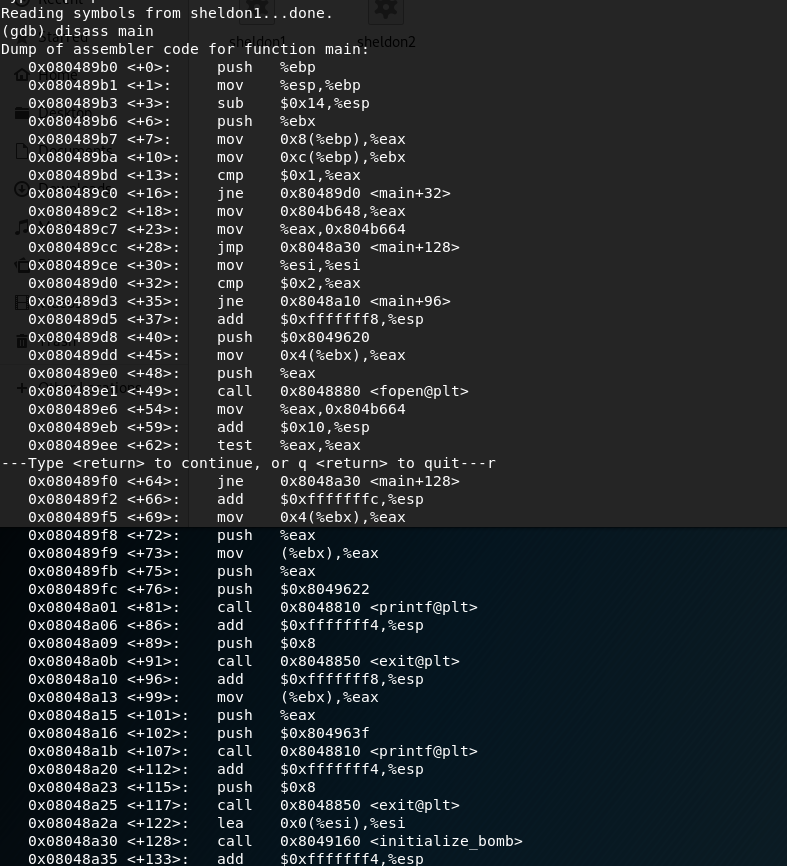 Reading symbols from sheldon1...done.
(gdb) disass main
sheldon1 sheldon2
Dump of assembler code for function main:
0x080489b0 <+0>: push %ebp
0x080489b1 <+1>: mov %esp,%ebp
0x080489b3 <+3>: sub $0x14,%esp
0x080489b6 <+6>: push %ebx
0x080489b7 <+7>: mov 0x8(%ebp),%eax
0x080489ba <+10>: mov 0xc(%ebp),%ebx
0x080489bd <+13>: cmp $0x1,%eax
0x080489c0 <+16>: jne 0x80489d0 <main+32>
0x080489c2 <+18>: mov 0x804b648,%eax
0x080489c7 <+23>: mov %eax,0x804b664
0x080489cc <+28>: jmp 0x8048a30 <main+128>
0x080489ce <+30>: mov %esi,%esi
0x080489d0 <+32>: cmp $0x2,%eax
0x080489d3 <+35>: jne 0x8048a10 <main+96>
0x080489d5 <+37>: add $0xfffffff8,%esp
0x080489d8 <+40>: push $0x8049620
0x080489dd <+45>: mov 0x4(%ebx),%eax
0x080489e0 <+48>: push %eax
0x080489e1 <+49>: call 0x8048880 <fopen@plt>
0x080489e6 <+54>: mov %eax,0x804b664
0x080489eb <+59>: add $0x10,%esp
0x080489ee <+62>: test %eax,%eax
---Type <return> to continue, or q <return> to quit---r
0x080489f0 <+64>: jne 0x8048a30 <main+128>
0x080489f2 <+66>: add $0xfffffffc,%esp
0x080489f5 <+69>: mov 0x4(%ebx),%eax
0x080489f8 <+72>: push %eax
0x080489f9 <+73>: mov (%ebx),%eax
0x080489fb <+75>: push %eax
0x080489fc <+76>: push $0x8049622
0x08048a01 <+81>: call 0x8048810 <printf@plt>
0x08048a06 <+86>: add $0xfffffff4,%esp
0x08048a09 <+89>: push $0x8
0x08048a0b <+91>: call 0x8048850 <exit@plt>
0x08048a10 <+96>: add $0xfffffff8,%esp
0x08048a13 <+99>: mov (%ebx),%eax
0x08048a15 <+101>: push %eax
0x08048a16 <+102>: push $0x804963f
0x08048a1b <+107>: call 0x8048810 <printf@plt>
0x08048a20 <+112>: add $0xfffffff4,%esp
0x08048a23 <+115>: push $0x8
0x08048a25 <+117>: call 0x8048850 <exit@plt>
0x08048a2a <+122>: lea 0x0(%esi),%esi
0x08048a30 <+128>: call 0x8049160 <initialize_bomb>
0x08048a35 <+133>: add $0xfffffff4,%esp